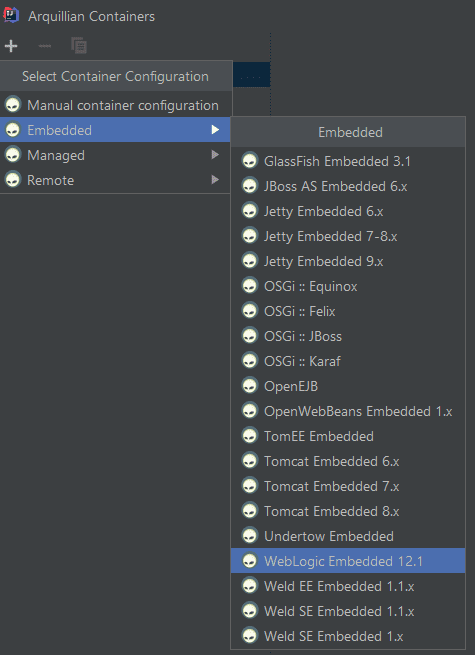 Arquillian Containers
Select Container Configuration
Manual container configuration
Embedded
Managed
Remote
Embedded
GlassFish Embedded 3.1
JBoss AS Embedded 6.x
Jetty Embedded 6.x
Jetty Embedded 7-8.x
Jetty Embedded 9.x
OSGi :: Equinox
OSGi :: Felix
OSGi :: JBoss
OSGi :: Karaf
OpenEJB
OpenWebBeans Embedded 1.x
TomEE Embedded
Tomcat Embedded 6.x
Tomcat Embedded 7.x
Tomcat Embedded 8.x
Undertow Embedded
WebLogic Embedded 12.1
Weld EE Embedded 1.1.x
Weld SE Embedded 1.1.x
Weld SE Embedded 1.x